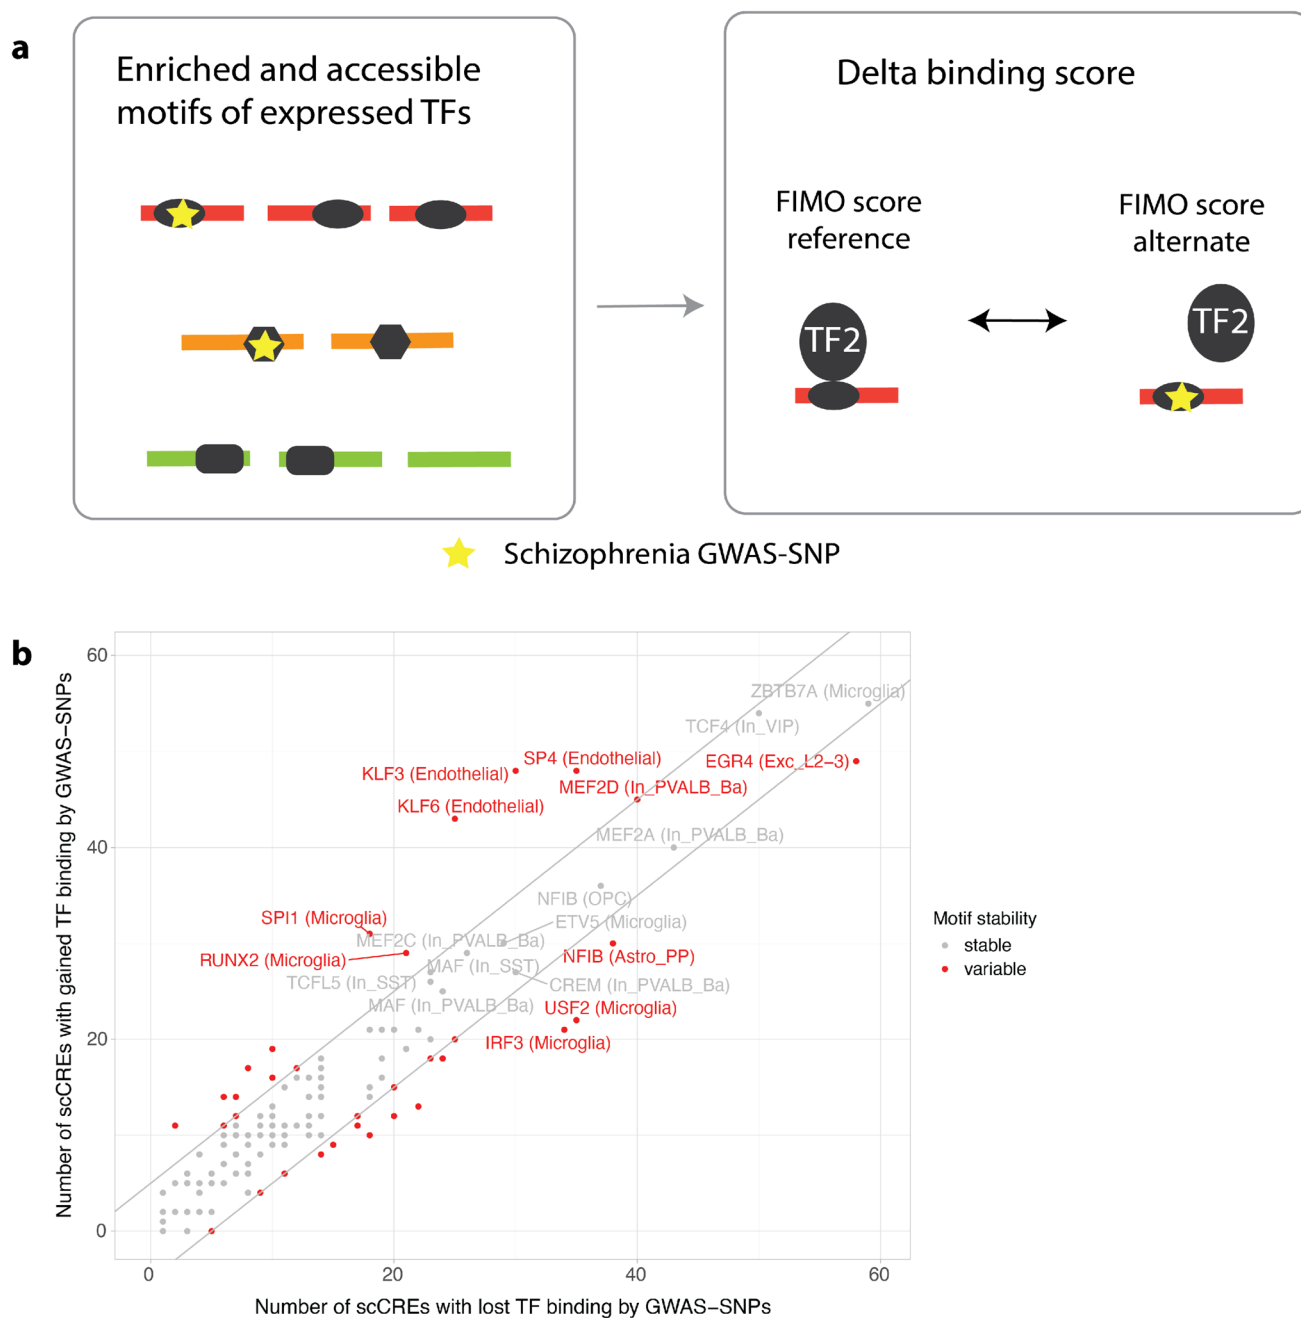 a
Enriched and accessible
motifs of expressed TFs
Delta binding score
FIMO score
reference
FIMO score
alternate
TF2
TF2
Schizophrenia GWAS-SNP
b
Number of scCREs with gained TF binding by GWAS−SNPs
60
40
20
0
ZBTB7A (Microglia)
TCF4 (In_VIP)
SP4 (Endothelial)
EGR4 (Exc_L2−3)
KLF3 (Endothelial)
MEF2D (In_PVALB_Ba)
KLF6 (Endothelial)
MEF2A (In_PVALB_Ba)
NFIB (OPC)
SPI1 (Microglia)
ETV5 (Microglia)
MEF2C (In_PVALB_Ba)
RUNX2 (Microglia)
NFIB (Astro_PP)
MAF (In_SST)
TCFL5 (In_SST)
CREM (In_PVALB_Ba)
MAF (In_PVALB_Ba)
USF2 (Microglia)
IRF3 (Microglia)
Motif stability
stable
variable
0
20
40
60
Number of scCREs with lost TF binding by GWAS−SNPs